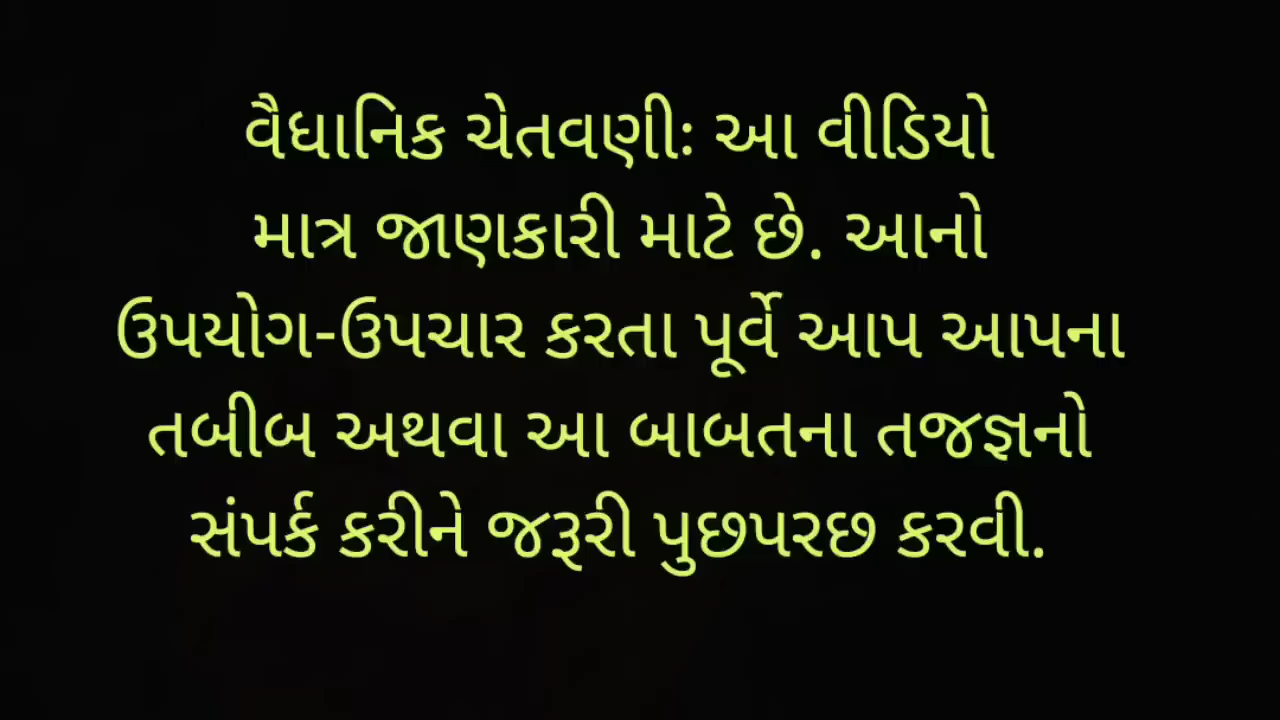 વૈધાનિક ચેતવણીઃ આ વીડિયો
માત્ર જાણકારી માટે છે. આનો
ઉપયોગ-ઉપચાર કરતા પૂર્વે આપ આપના
તબીબ અથવા આ બાબતના તજજ્ઞનો
સંપર્ક કરીને જરૂરી પુછપરછ કરવી.